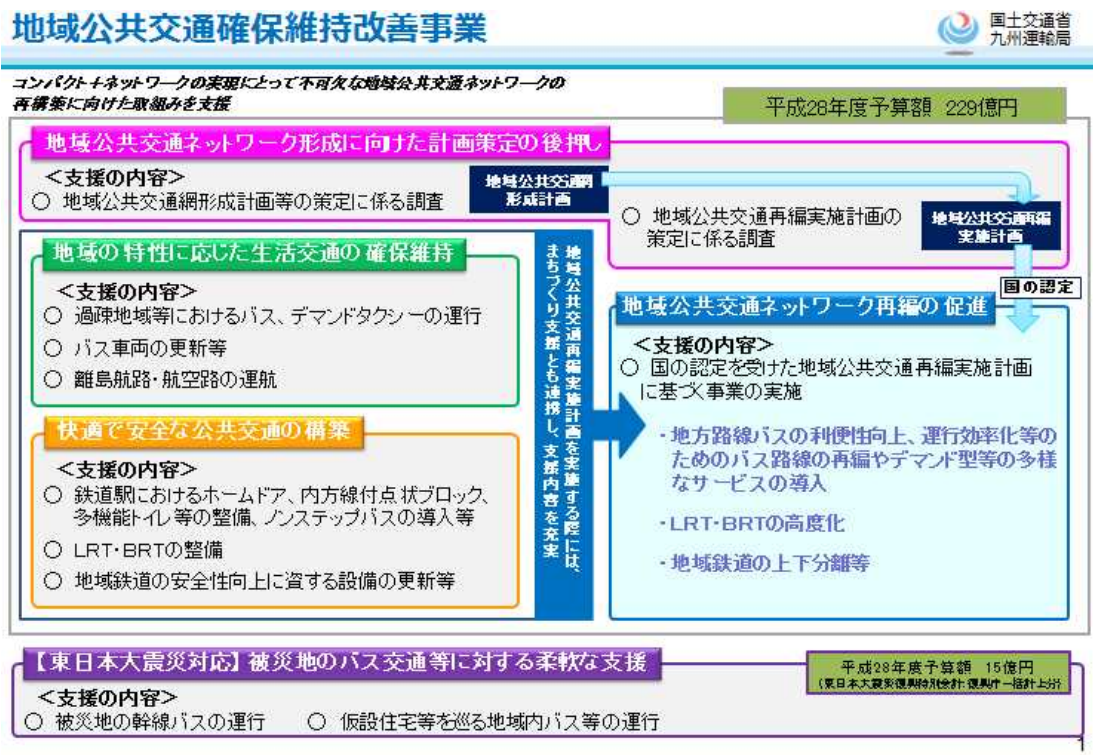 地域公共交通確保維持改善事業
国土交通省
九州運輸局
コンパクト＋ネットワークの実現にとって不可欠な地域公共交通ネットワークの
再構築に向けた取組みを支援
平成28年度予算額 229億円
地域公共交通ネットワーク形成に向けた計画策定の後押し
＜支援の内容＞
○ 地域公共交通網形成計画等の策定に係る調査
地域公共交通網
形成計画
○ 地域公共交通再編実施計画の
策定に係る調査
地域公共交通再編
実施計画
国の認定
地域の特性に応じた生活交通の確保維持
＜支援の内容＞
○ 過疎地域等におけるバス、デマンドタクシーの運行
○ バス車両の更新等
○ 離島航路・航空路の運航
快適で安全な公共交通の構築
＜支援の内容＞
○ 鉄道駅におけるホームドア、内方線付点状ブロック、
多機能トイレ等の整備、ノンステップバスの導入等
○ LRT・BRTの整備
○ 地域鉄道の安全性向上に資する設備の更新等
地域公共交通再編実施計画を実施する際には、
まちづくり支援とも連携し、支援内容を充実
地域公共交通ネットワーク再編の促進
＜支援の内容＞
○ 国の認定を受けた地域公共交通再編実施計画
に基づく事業の実施
・地方路線バスの利便性向上、運行効率化等の
ためのバス路線の再編やデマンド型等の多様
なサービスの導入
・LRT・BRTの高度化
・地域鉄道の上下分離等
【東日本大震災対応】被災地のバス交通等に対する柔軟な支援
平成28年度予算額 15億円
（東日本大震災復興特別会計：復興庁一括計上分）
＜支援の内容＞
○ 被災地の幹線バスの運行 ○ 仮設住宅等を巡る地域内バス等の運行
1